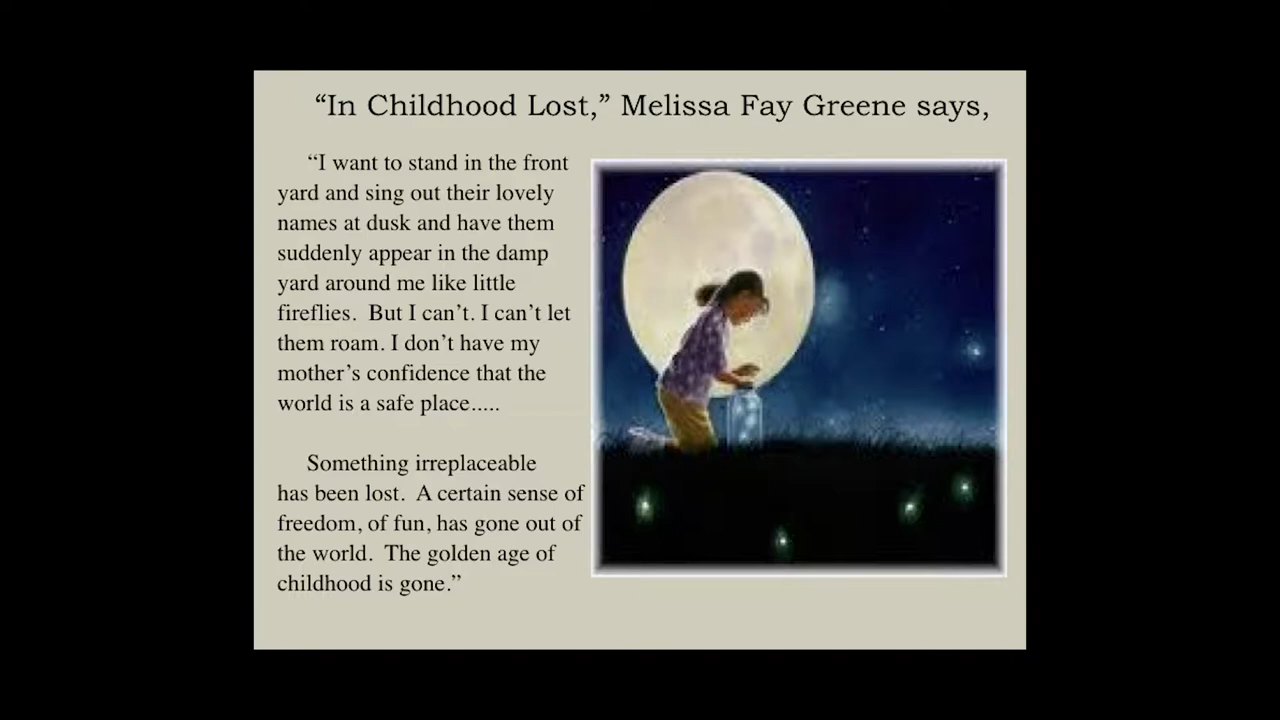 “In Childhood Lost,” Melissa Fay Greene says,
“I want to stand in the front
yard and sing out their lovely
names at dusk and have them
suddenly appear in the damp
yard around me like little
fireflies.  But I can’t. I can’t let
them roam. I don’t have my
mother’s confidence that the
world is a safe place.....
Something irreplaceable
has been lost.  A certain sense of
freedom, of fun, has gone out of
the world.  The golden age of
childhood is gone.”